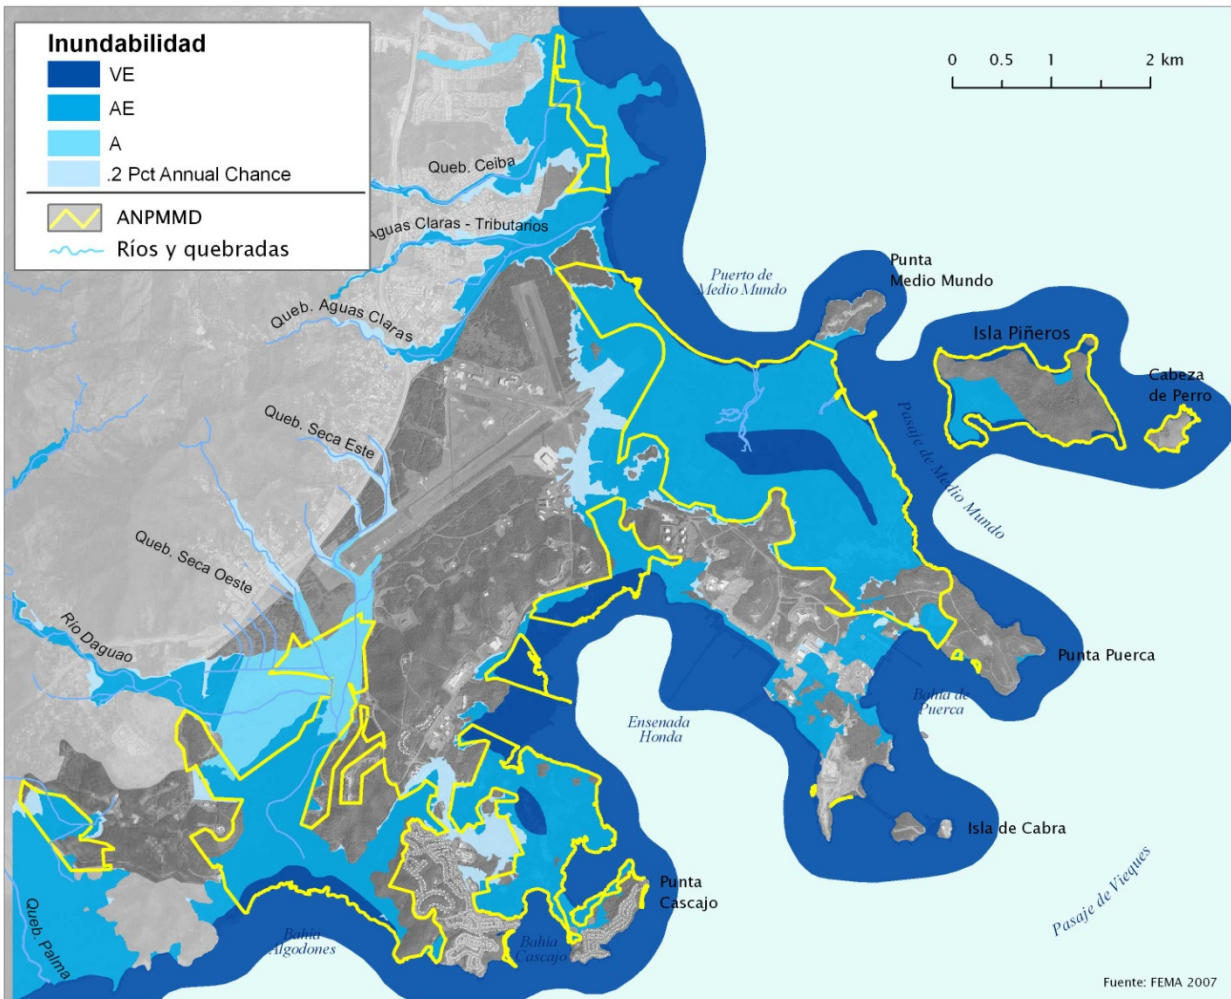 Inundabilidad
VE
AE
A
.2 Pct Annual Chance
ANPMMD
Ríos y quebradas
0 0.5 1 2 km
Queb. Ceiba
Aguas Claras - Tributarios
Queb. Aguas Claras
Puerto de
Medio Mundo
Punta
Medio Mundo
Isla Piñeros
Cabeza
de Perro
Pasaje de Medio Mundo
Queb. Seca Este
Queb. Seca Oeste
Río Daguao
Punta Puerca
Bahía de
Puerca
Ensenada
Honda
Isla de Cabra
Punta
Cascajo
Pasaje de Vieques
Queb. Palma
Bahía
Algodones
Bahía
Cascajo
Fuente: FEMA 2007